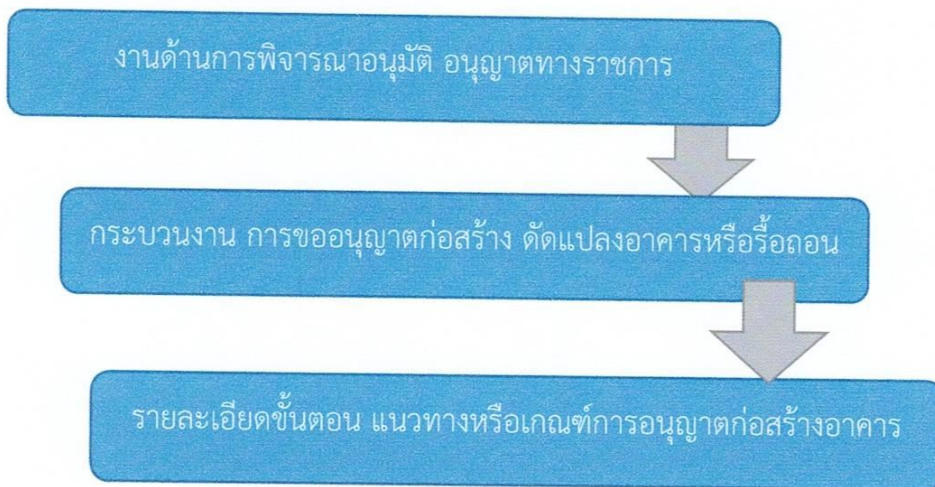 งานด้านการพิจารณาอนุมัติ อนุญาตทางราชการ
กระบวนงาน การขออนุญาตก่อสร้าง ดัดแปลงอาคารหรือรื้อถอน
รายละเอียดขั้นตอน แนวทางหรือเกณฑ์การอนุญาตก่อสร้างอาคาร